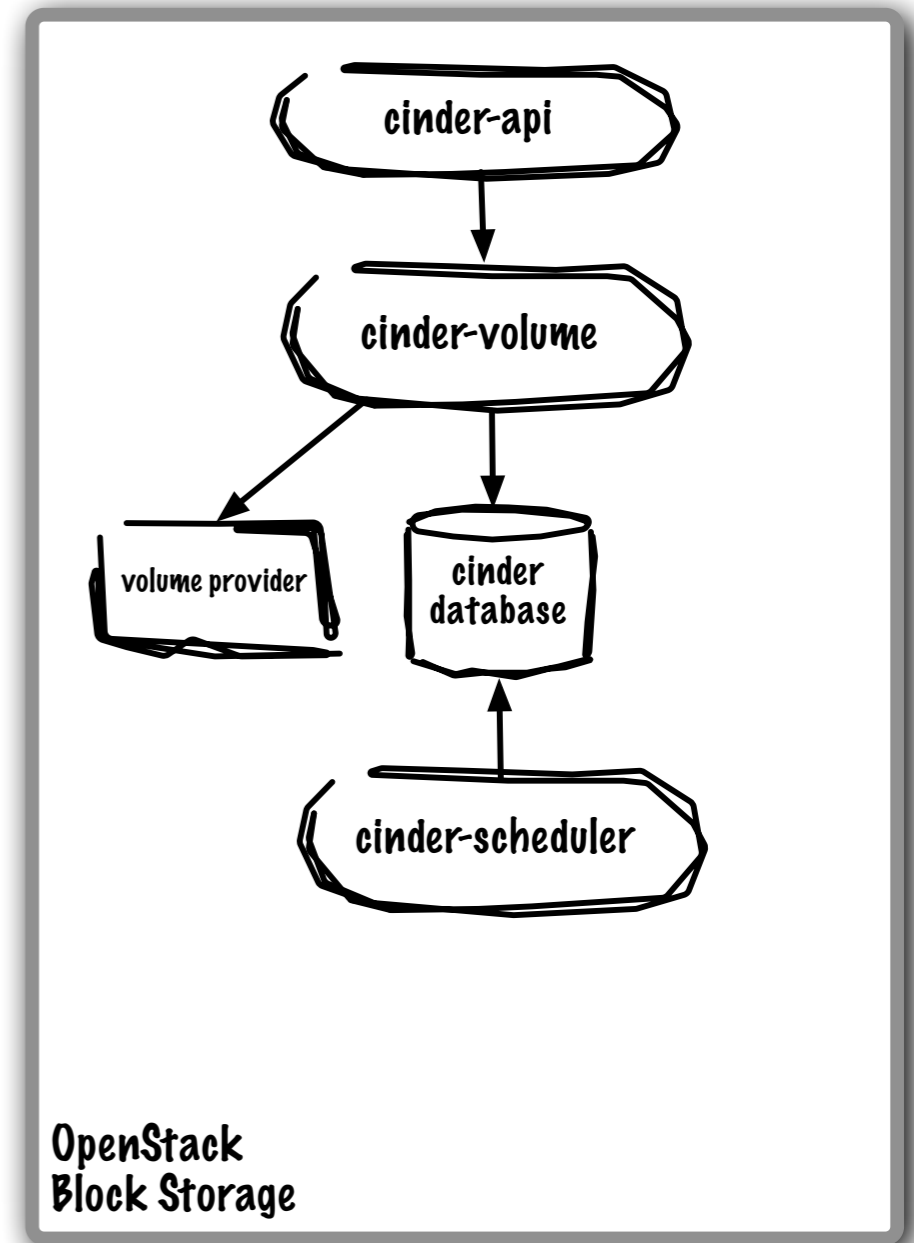 cinder-api
cinder-volume
volume provider
cinder
database
cinder-scheduler
OpenStack
Block Storage